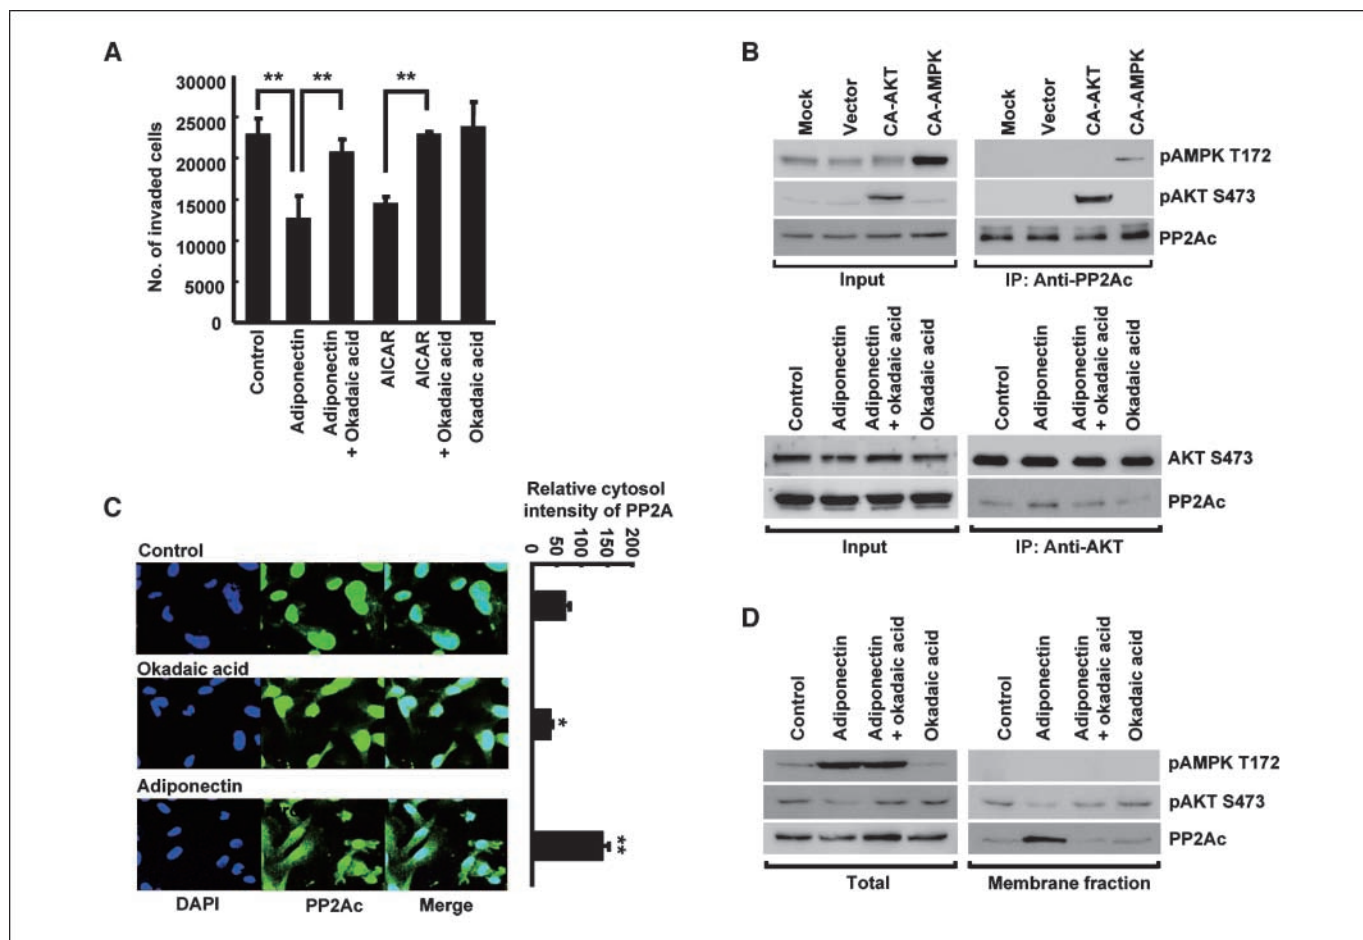 A
30000
25000
20000
15000
10000
5000
0
No. of invaded cells
**
**
**
Control
Adiponectin
Adiponectin
+ Okadaic acid
AICAR
AICAR
+ Okadaic acid
Okadaic acid
B
Mock
Vector
CA-AKT
CA-AMPK
Mock
Vector
CA-AKT
CA-AMPK
pAMPK T172
pAKT S473
PP2Ac
Input
IP: Anti-PP2Ac
Control
Adiponectin
Adiponectin
+ okadaic acid
Okadaic acid
Control
Adiponectin
Adiponectin
+ okadaic acid
Okadaic acid
AKT S473
PP2Ac
Input
IP: Anti-AKT
C
Relative cytosol
intensity of PP2A
0
50
100
150
200
Control
Okadaic acid
*
Adiponectin
**
DAPI
PP2Ac
Merge
D
Control
Adiponectin
Adiponectin
+ okadaic acid
Okadaic acid
Control
Adiponectin
Adiponectin
+ okadaic acid
Okadaic acid
pAMPK T172
pAKT S473
PP2Ac
Total
Membrane fraction